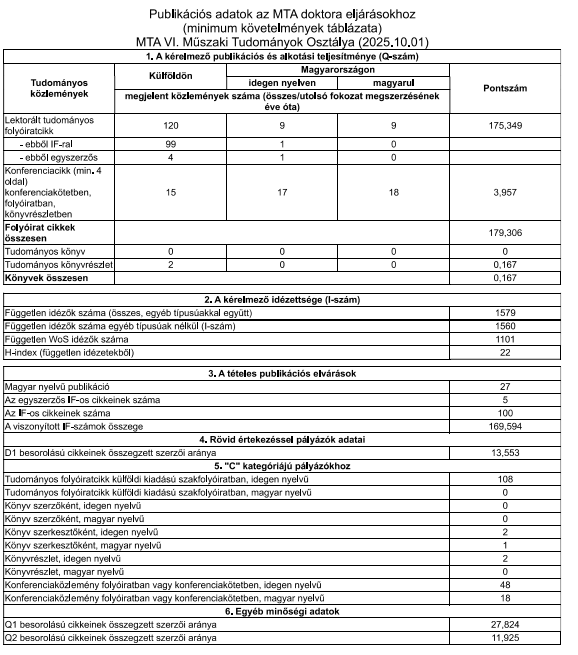 Publikációs adatok az MTA doktora eljárásokhoz
(minimum követelmények táblázata)
MTA VI. Műszaki Tudományok Osztálya (2025.10.01)
1. A kérelmező publikációs és alkotási teljesítménye (Q-szám)
Tudományos közlemények Külföldön Magyarországon Pontszám
idegen nyelven magyarul
megjelent közlemények száma (összes/utolsó fokozat megszerzésének éve óta)
Lektorált tudományos folyóiratcikk 120 9 9 175,349
- ebből IF-ral 99 1 0
- ebből egyszerzős 4 1 0
Konferenciacikk (min. 4 oldal) konferenciakötetben, folyóiratban, könyvrészletben 15 17 18 3,957
Folyóirat cikkek összesen 179,306
Tudományos könyv 0 0 0 0
Tudományos könyvrészlet 2 0 0 0,167
Könyvek összesen 0,167
2. A kérelmező idézettsége (I-szám)
Független idézők száma (összes, egyéb típusúakkal együtt) 1579
Független idézők száma egyéb típusúak nélkül (I-szám) 1560
Független WoS idézők száma 1101
H-index (független idézetekből) 22
3. A tételes publikációs elvárások
Magyar nyelvű publikáció 27
Az egyszerzős IF-os cikkeinek száma 5
Az IF-os cikkeinek száma 100
A viszonyított IF-számok összege 169,594
4. Rövid értekezéssel pályázók adatai
D1 besorolású cikkeinek összegzett szerzői aránya 13,553
5. "C" kategóriájú pályázókhoz
Tudományos folyóiratcikk külföldi kiadású szakfolyóiratban, idegen nyelvű 108
Tudományos folyóiratcikk külföldi kiadású szakfolyóiratban, magyar nyelvű 0
Könyv szerzőként, idegen nyelvű 0
Könyv szerzőként, magyar nyelvű 0
Könyv szerkesztőként, idegen nyelvű 2
Könyv szerkesztőként, magyar nyelvű 1
Könyvrészlet, idegen nyelvű 2
Könyvrészlet, magyar nyelvű 0
Konferenciaközlemény folyóiratban vagy konferenciakötetben, idegen nyelvű 48
Konferenciaközlemény folyóiratban vagy konferenciakötetben, magyar nyelvű 18
6. Egyéb minőségi adatok
Q1 besorolású cikkeinek összegzett szerzői aránya 27,824
Q2 besorolású cikkeinek összegzett szerzői aránya 11,925